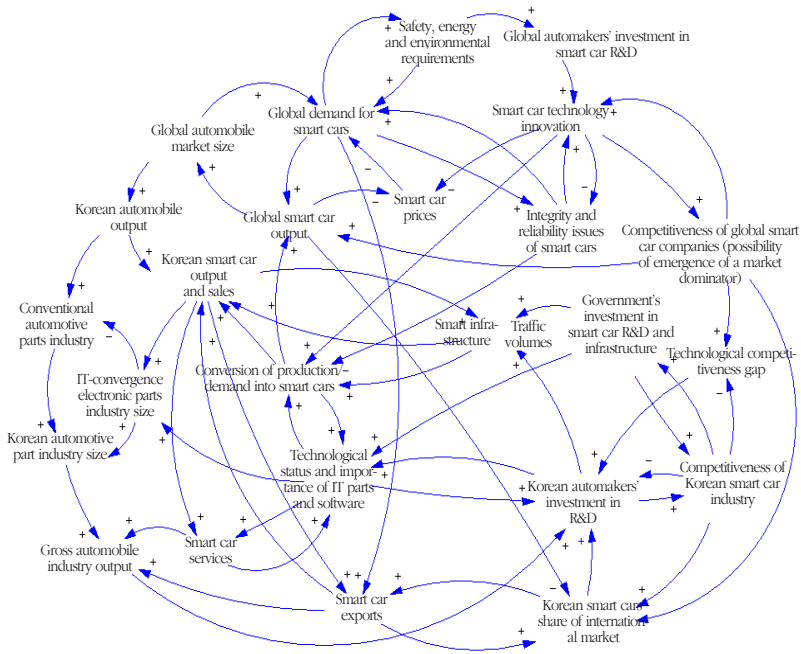 Safety, energy
and environmental
requirements
Global automakers' investment in
smart car R&D
Global demand for
smart cars
Smart car technology
innovation
Global automobile
market size
Korean automobile
output
Global smart car
output
Smart car
prices
Integrity and
reliability issues
of smart cars
Competitiveness of global smart
car companies (possibility
of emergence of a market
dominator)
Korean smart car
output
and sales
Conventional
automotive
parts industry
Smart infra-
structure
Traffic
volumes
Government's
investment in
smart car R&D and
infrastructure
Technological competi-
tiveness gap
Conversion of production/
demand into smart cars
IT-convergence
electronic parts
industry size
Korean automotive
part industry size
Technological
status and impor-
tance of IT parts
and software
Korean automakers'
investment in
R&D
Competitiveness of
Korean smart car
industry
Gross automobile
industry output
Smart car
services
Smart car
exports
Korean smart cars
share of internation-
al market